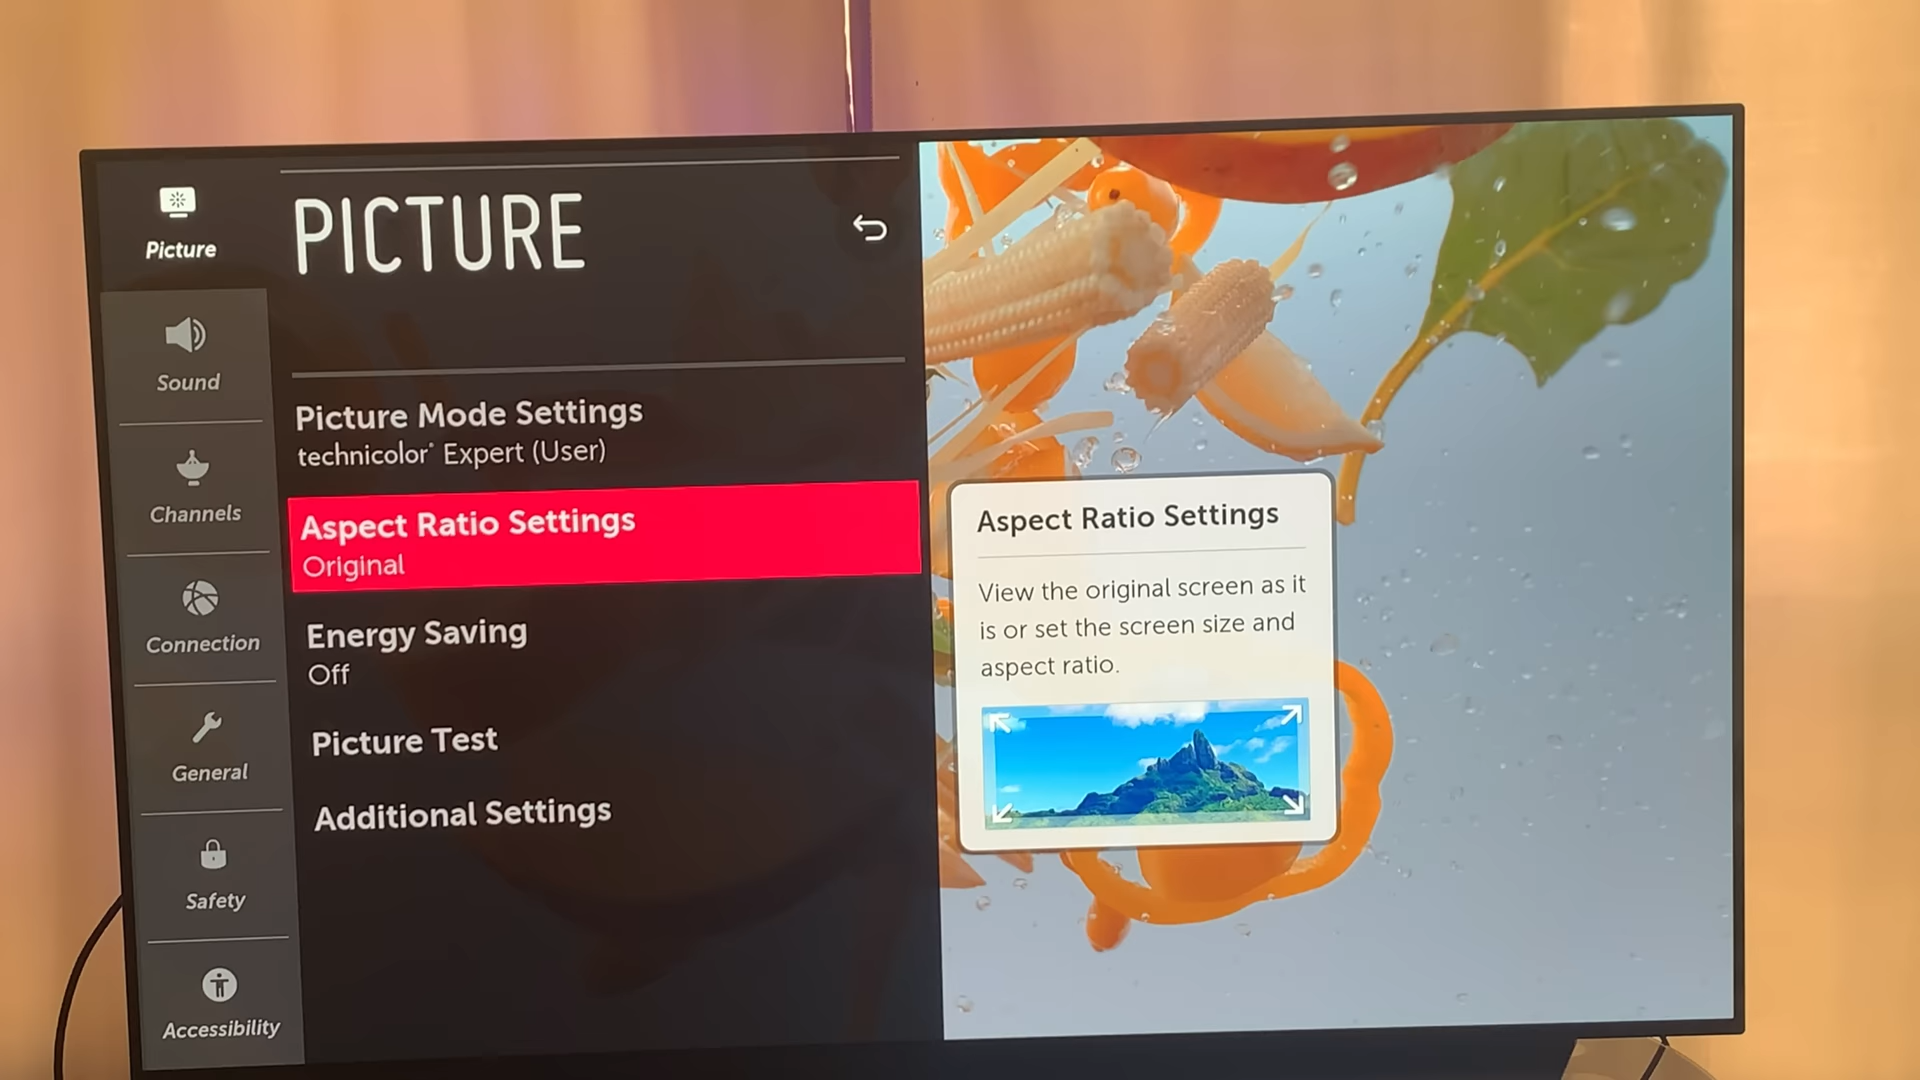 Picture
Sound
Channels
Connection
General
Safety
Accessibility
PICTURE
Picture Mode Settings
technicolor® Expert (User)
Aspect Ratio Settings
Original
Energy Saving
Off
Picture Test
Additional Settings
Aspect Ratio Settings
View the original screen as it
is or set the screen size and
aspect ratio.